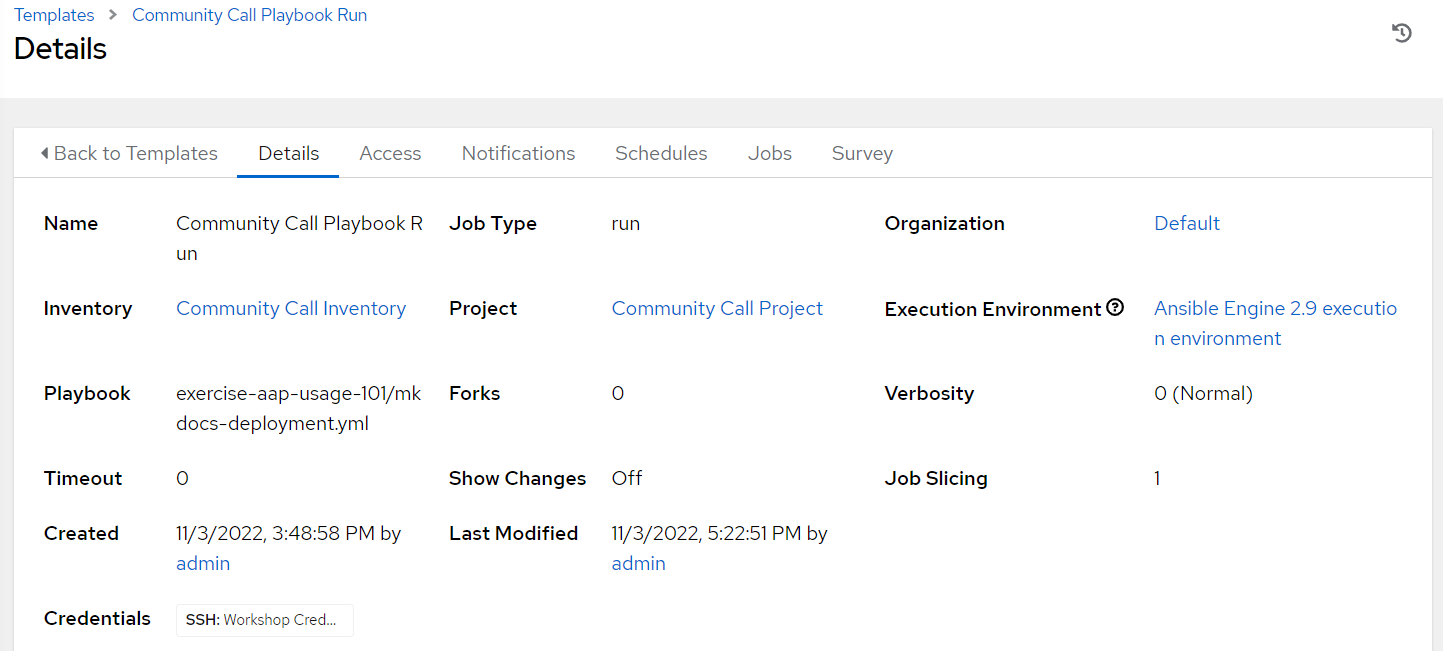 Templates > Community Call Playbook Run
Details
Back to Templates Details Access Notifications Schedules Jobs Survey
Name Community Call Playbook R Job Type run Organization Default
un
Inventory Community Call Inventory Project Community Call Project Execution Environment Ansible Engine 2.9 executio
n environment
Playbook exercise-aap-usage-101/mk Forks 0 Verbosity 0 (Normal)
docs-deployment.yml
Timeout 0 Show Changes Off Job Slicing 1
Created 11/3/2022, 3:48:58 PM by Last Modified 11/3/2022, 5:22:51 PM by
admin admin
Credentials SSH: Workshop Cred...